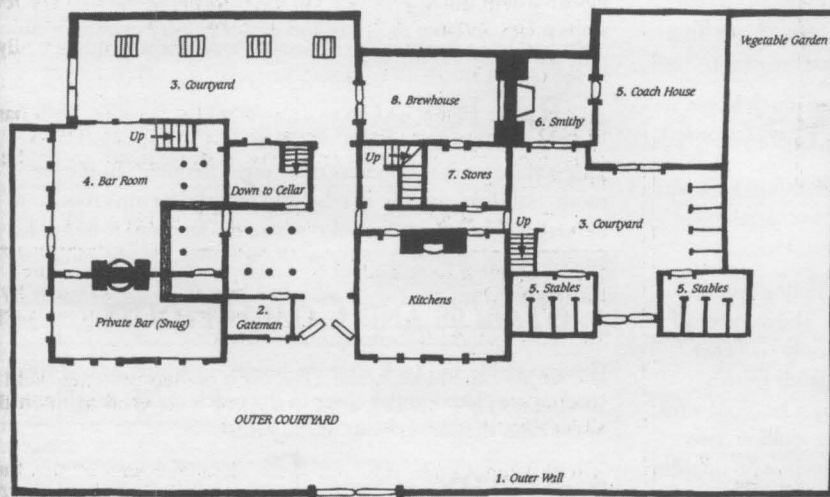 Vegetable Garden
3. Courtyard
8. Brewhouse
5. Coach House
6. Smithy
Up
Up
4. Bar Room
Down to Cellar
7. Stores
Up
3. Courtyard
5. Stables
5. Stables
Kitchens
2.
Gateman
Private Bar (Snug)
OUTER COURTYARD
1. Outer Wall